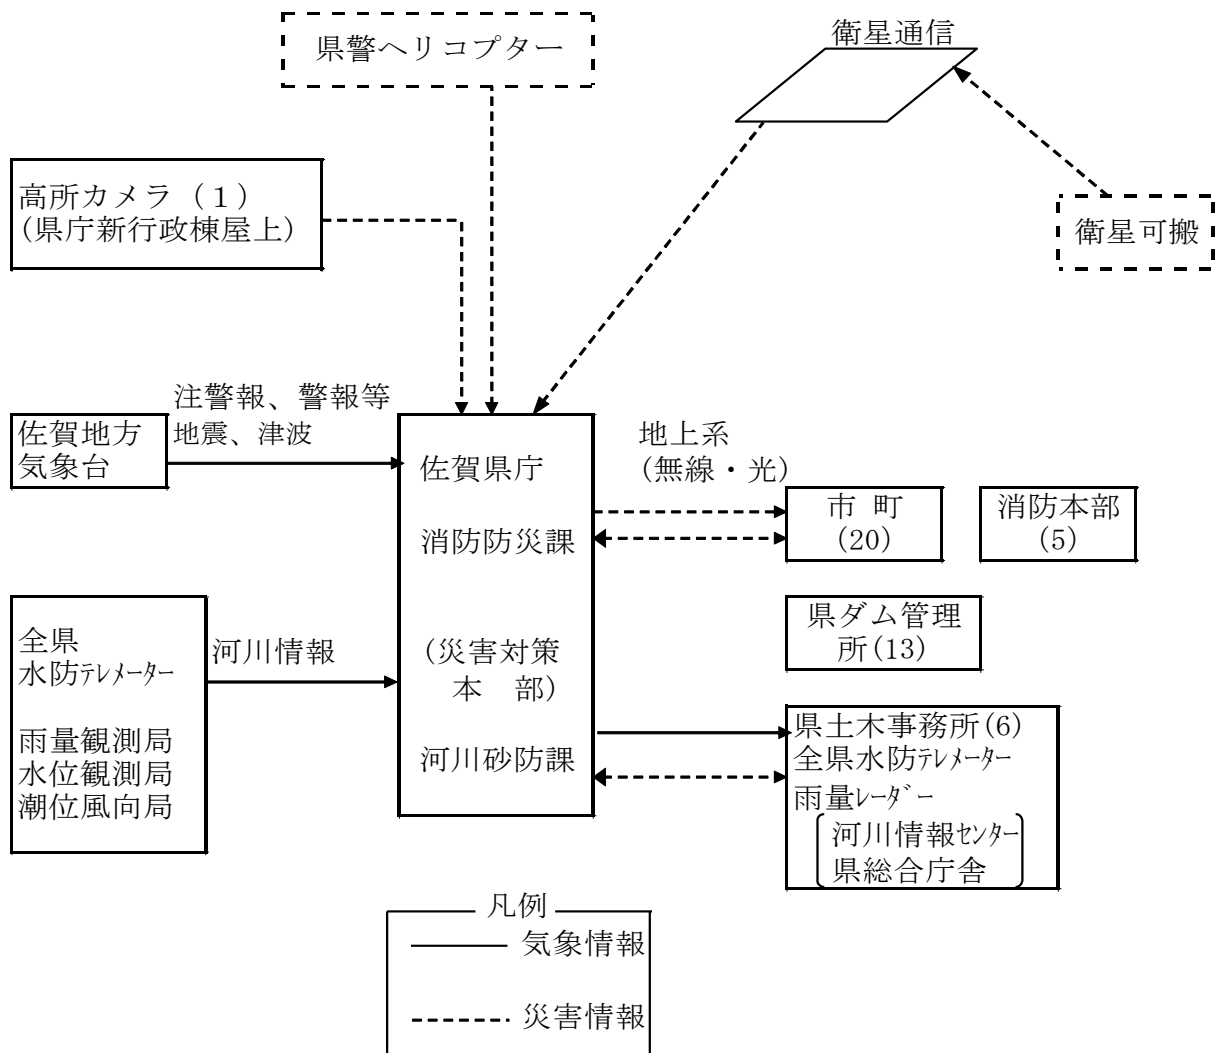 県警ヘリコプター
衛星通信
高所カメラ（１）
(県庁新行政棟屋上)
衛星可搬
注警報、警報等
地震、津波
佐賀地方
気象台
佐賀県庁
消防防災課
(災害対策
本　部)
河川砂防課
地上系
(無線・光)
市 町
(20)
消防本部
(5)
県ダム管理
所(13)
全県
水防ﾃﾚﾒｰﾀｰ
雨量観測局
水位観測局
潮位風向局
河川情報
県土木事務所(6)
全県水防ﾃﾚﾒｰﾀｰ
雨量ﾚｰﾀﾞｰ
河川情報ｾﾝﾀｰ
県総合庁舎
凡例
気象情報
災害情報